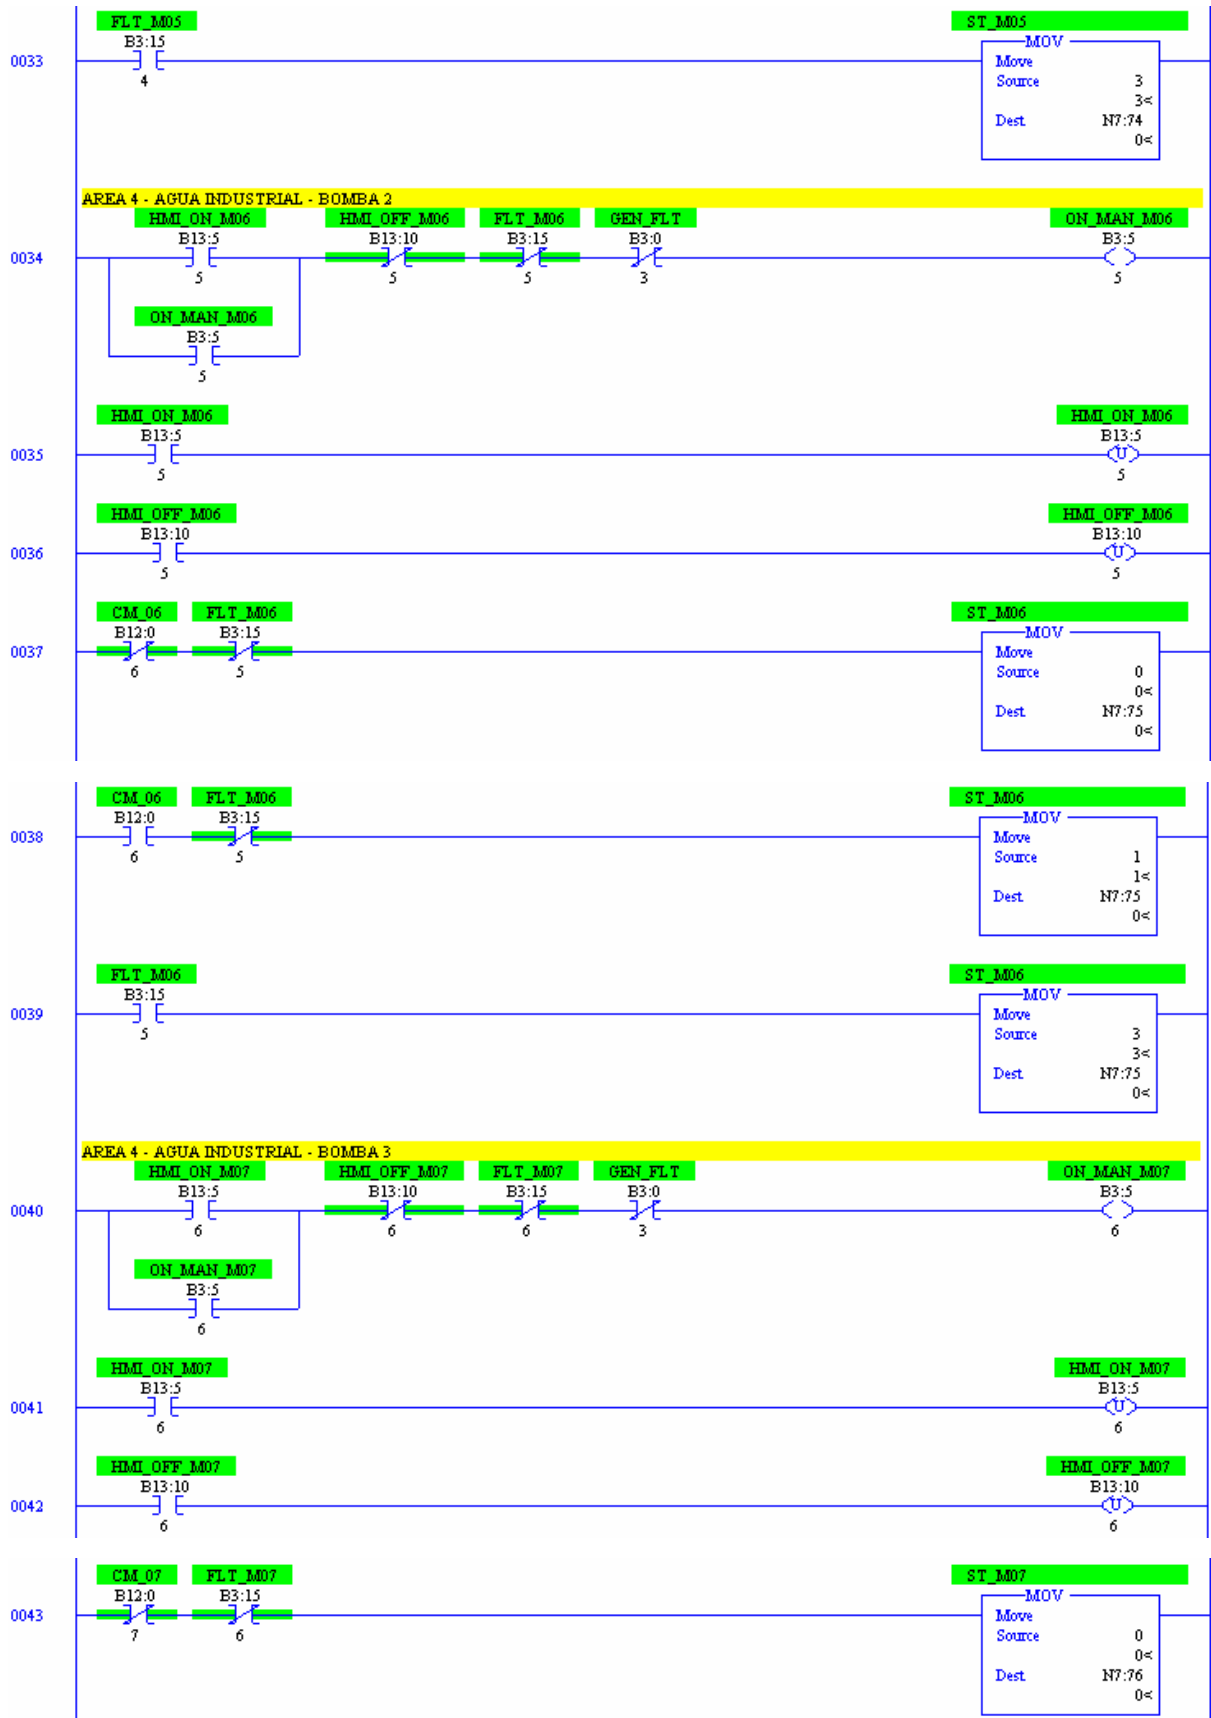 FLT_M05 ST_M05
B3:15 MOV
0033 Move
4 Source 3
3<
Dest N7:74
0<
AREA 4 - AGUA INDUSTRIAL - BOMBA 2
HMI_ON_M06 HMI_OFF_M06 FLT_M06 GEN_FLT ON_MAN_M06
B13:5 B13:10 B3:15 B3:0 B3:5
0034
5 5 5 3 5
ON_MAN_M06
B3:5
5
HMI_ON_M06 HMI_ON_M06
B13:5 B13:5
0035 U
5 5
HMI_OFF_M06 HMI_OFF_M06
B13:10 B13:10
0036 U
5 5
CM_06 FLT_M06 ST_M06
B12:0 B3:15 MOV
0037 Move
6 5 Source 0
0<
Dest N7:75
0<
CM_06 FLT_M06 ST_M06
B12:0 B3:15 MOV
0038 Move
6 5 Source 1
1<
Dest N7:75
0<
FLT_M06 ST_M06
B3:15 MOV
0039 Move
5 Source 3
3<
Dest N7:75
0<
AREA 4 - AGUA INDUSTRIAL - BOMBA 3
HMI_ON_M07 HMI_OFF_M07 FLT_M07 GEN_FLT ON_MAN_M07
B13:5 B13:10 B3:15 B3:0 B3:5
0040
6 6 6 3 6
ON_MAN_M07
B3:5
6
HMI_ON_M07 HMI_ON_M07
B13:5 B13:5
0041 U
6 6
HMI_OFF_M07 HMI_OFF_M07
B13:10 B13:10
0042 U
6 6
CM_07 FLT_M07 ST_M07
B12:0 B3:15 MOV
0043 Move
7 6 Source 0
0<
Dest N7:76
0<